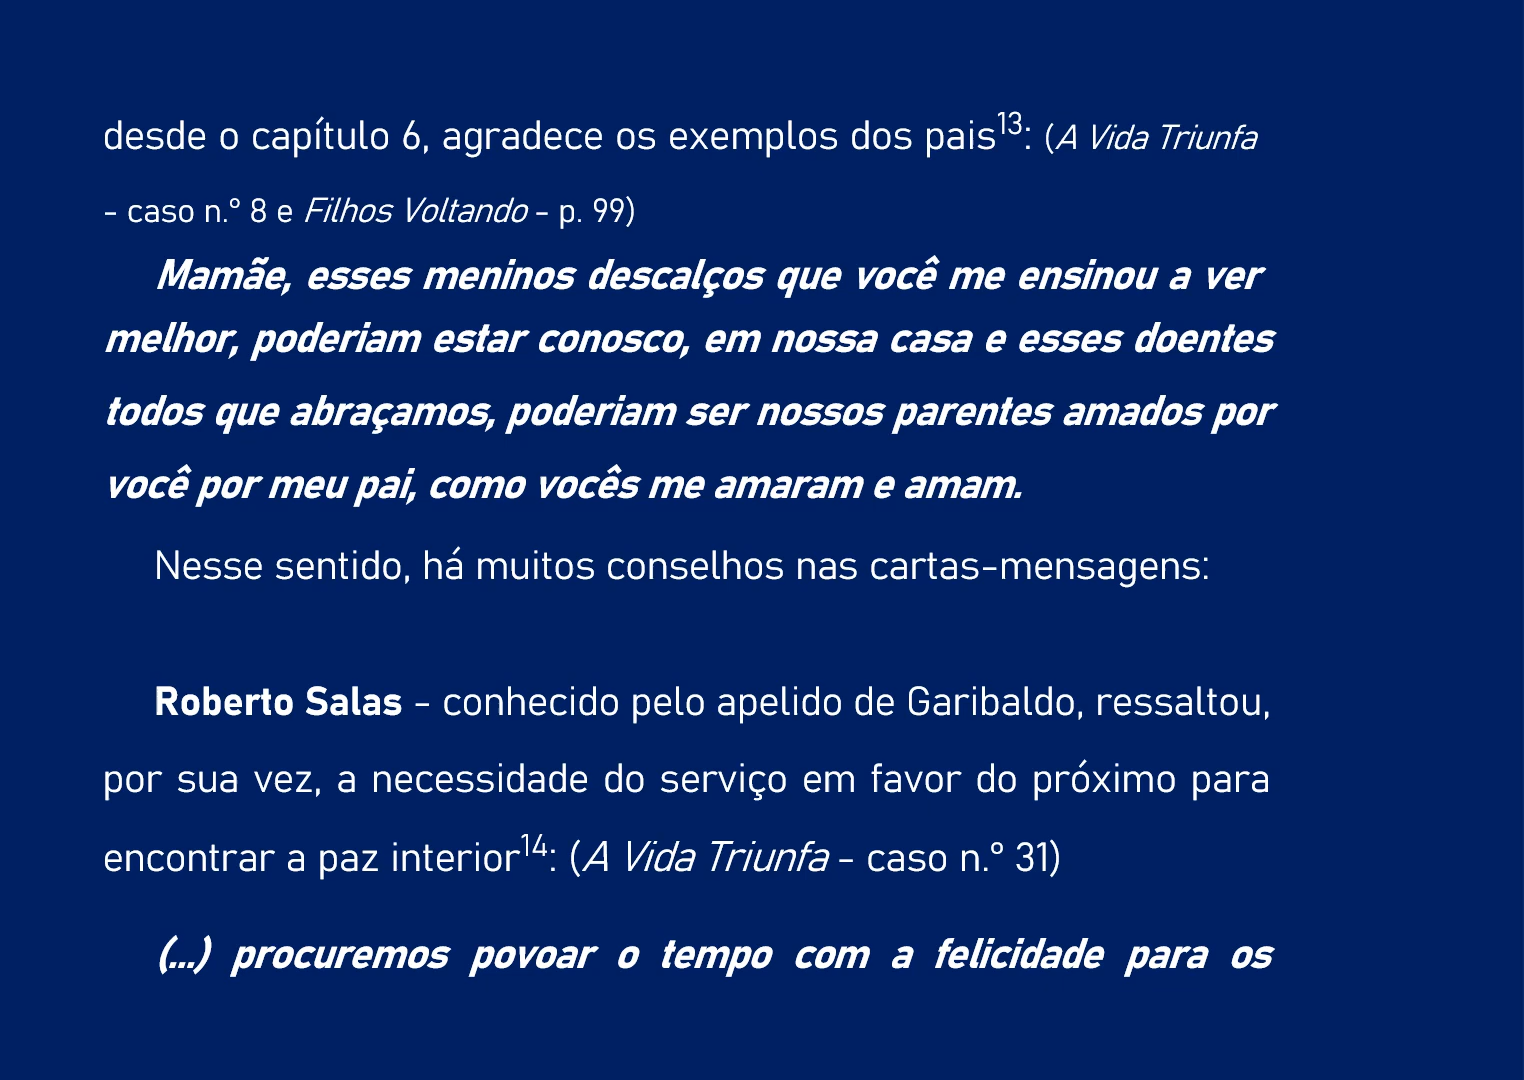 desde o capítulo 6, agradece os exemplos dos pais13: (A Vida Triunfa
- caso n.º 8 e Filhos Voltando - p. 99)
Mamãe, esses meninos descalços que você me ensinou a ver
melhor, poderiam estar conosco, em nossa casa e esses doentes
todos que abraçamos, poderiam ser nossos parentes amados por
você por meu pai, como vocês me amaram e amam.
Nesse sentido, há muitos conselhos nas cartas-mensagens:
Roberto Salas - conhecido pelo apelido de Garibaldo, ressaltou,
por sua vez, a necessidade do serviço em favor do próximo para
encontrar a paz interior14: (A Vida Triunfa - caso n.º 31)
(...) procuremos povoar o tempo com a felicidade para os